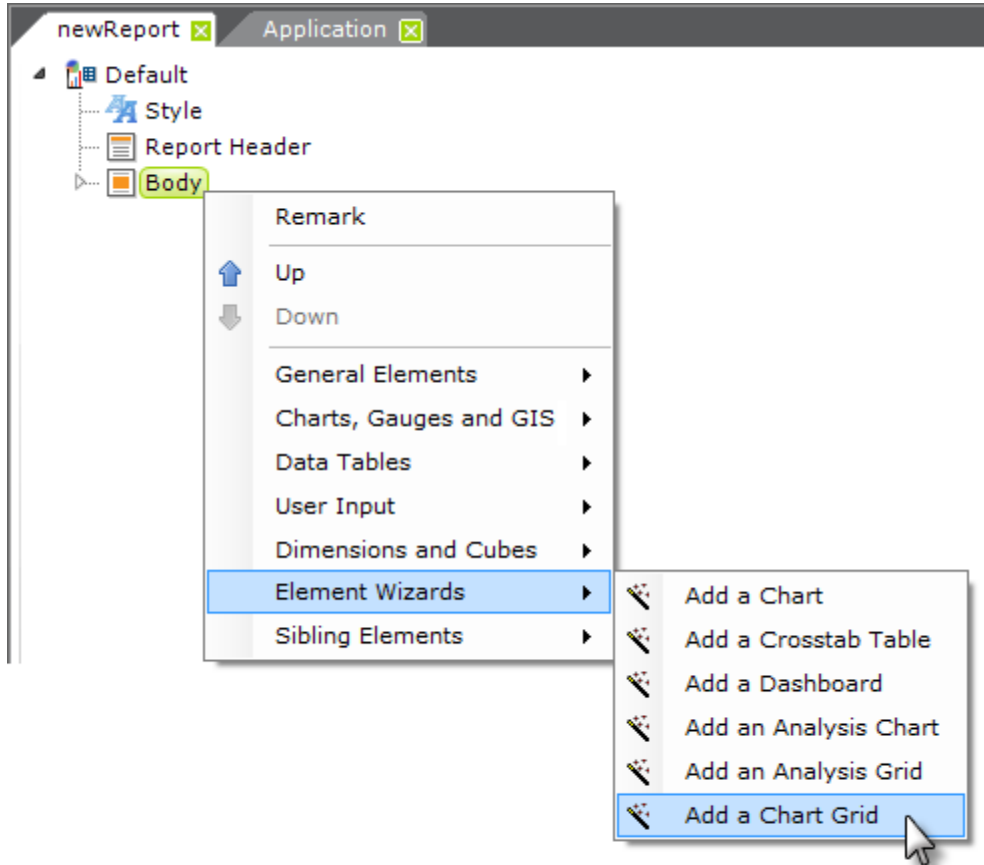 newReport Application
Default
Style
Report Header
Body
Remark
Up
Down
General Elements
Charts, Gauges and GIS
Data Tables
User Input
Dimensions and Cubes
Element Wizards
Sibling Elements
Add a Chart
Add a Crosstab Table
Add a Dashboard
Add an Analysis Chart
Add an Analysis Grid
Add a Chart Grid